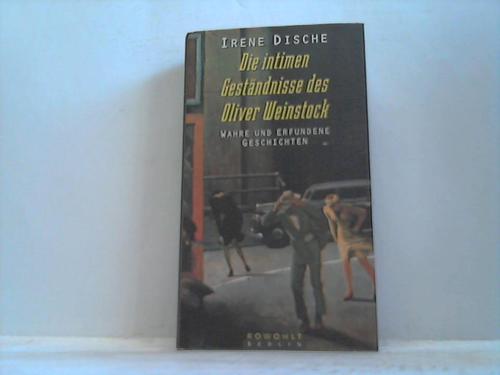 IRENE DISCHE
Die intimen
Geständnisse des
Oliver Weinstock
WAHRE UND ERFUNDENE
GESCHICHTEN
ROWOHLT
BERLIN